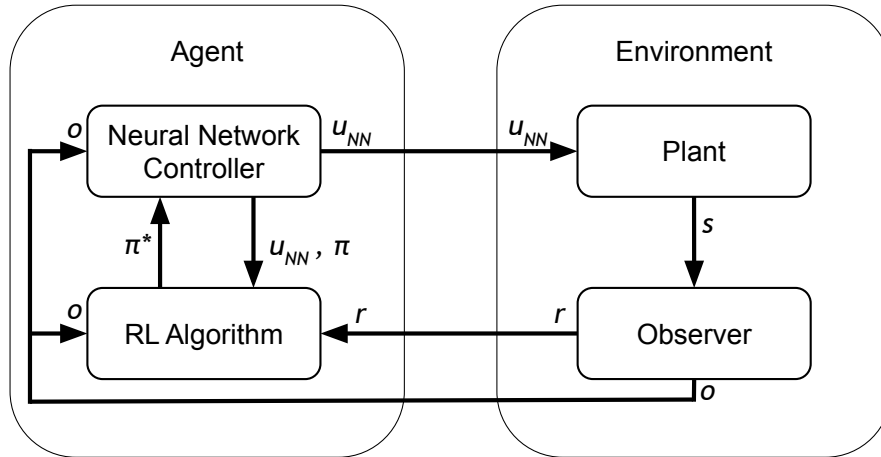 Agent
Environment
o
Neural Network
Controller
u_NN
u_NN
Plant
π*
u_NN , π
s
o
RL Algorithm
r
r
Observer
o